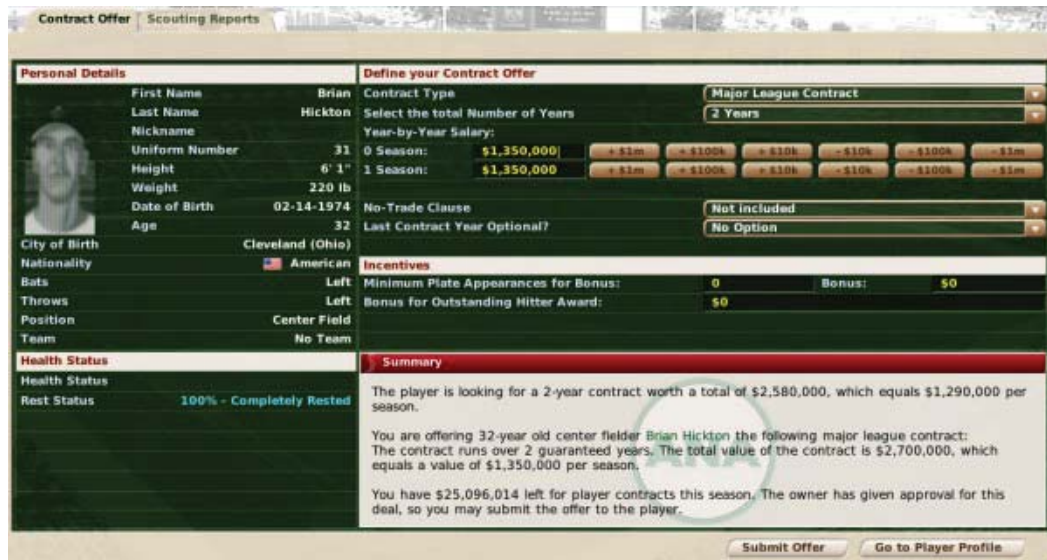 Contract Offer Scouting Reports
Personal Details
First Name Brian
Last Name Hickton
Nickname
Uniform Number 31
Height 6' 1"
Weight 220 lb
Date of Birth 02-14-1974
Age 32
City of Birth Cleveland (Ohio)
Nationality American
Bats Left
Throws Left
Position Center Field
Team No Team
Health Status
Health Status
Rest Status 100% - Completely Rested
Define your Contract Offer
Contract Type Major League Contract
Select the total Number of Years 2 Years
Year-by-Year Salary:
0 Season: $1,350,000 + $1m + $100k + $10k - $10k - $100k - $1m
1 Season: $1,350,000 + $1m + $100k + $10k - $10k - $100k - $1m
No-Trade Clause Not included
Last Contract Year Optional? No Option
Incentives
Minimum Plate Appearances for Bonus: 0 Bonus: $0
Bonus for Outstanding Hitter Award: $0
Summary
The player is looking for a 2-year contract worth a total of $2,580,000, which equals $1,290,000 per
season.
You are offering 32-year old center fielder Brian Hickton the following major league contract:
The contract runs over 2 guaranteed years. The total value of the contract is $2,700,000, which
equals a value of $1,350,000 per season.
You have $25,096,014 left for player contracts this season. The owner has given approval for this
deal, so you may submit the offer to the player.
ANA
Submit Offer Go to Player Profile